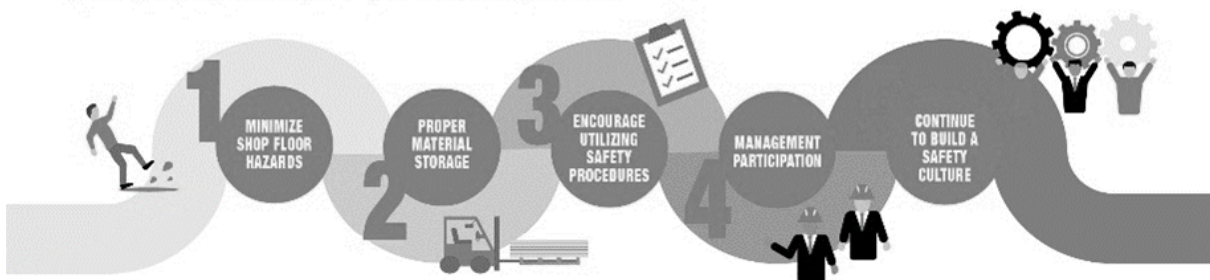 1
MINIMIZE
SHOP FLOOR
HAZARDS
2
PROPER
MATERIAL
STORAGE
3
ENCOURAGE
UTILIZING
SAFETY
PROCEDURES
4
MANAGEMENT
PARTICIPATION
CONTINUE
TO BUILD A
SAFETY
CULTURE